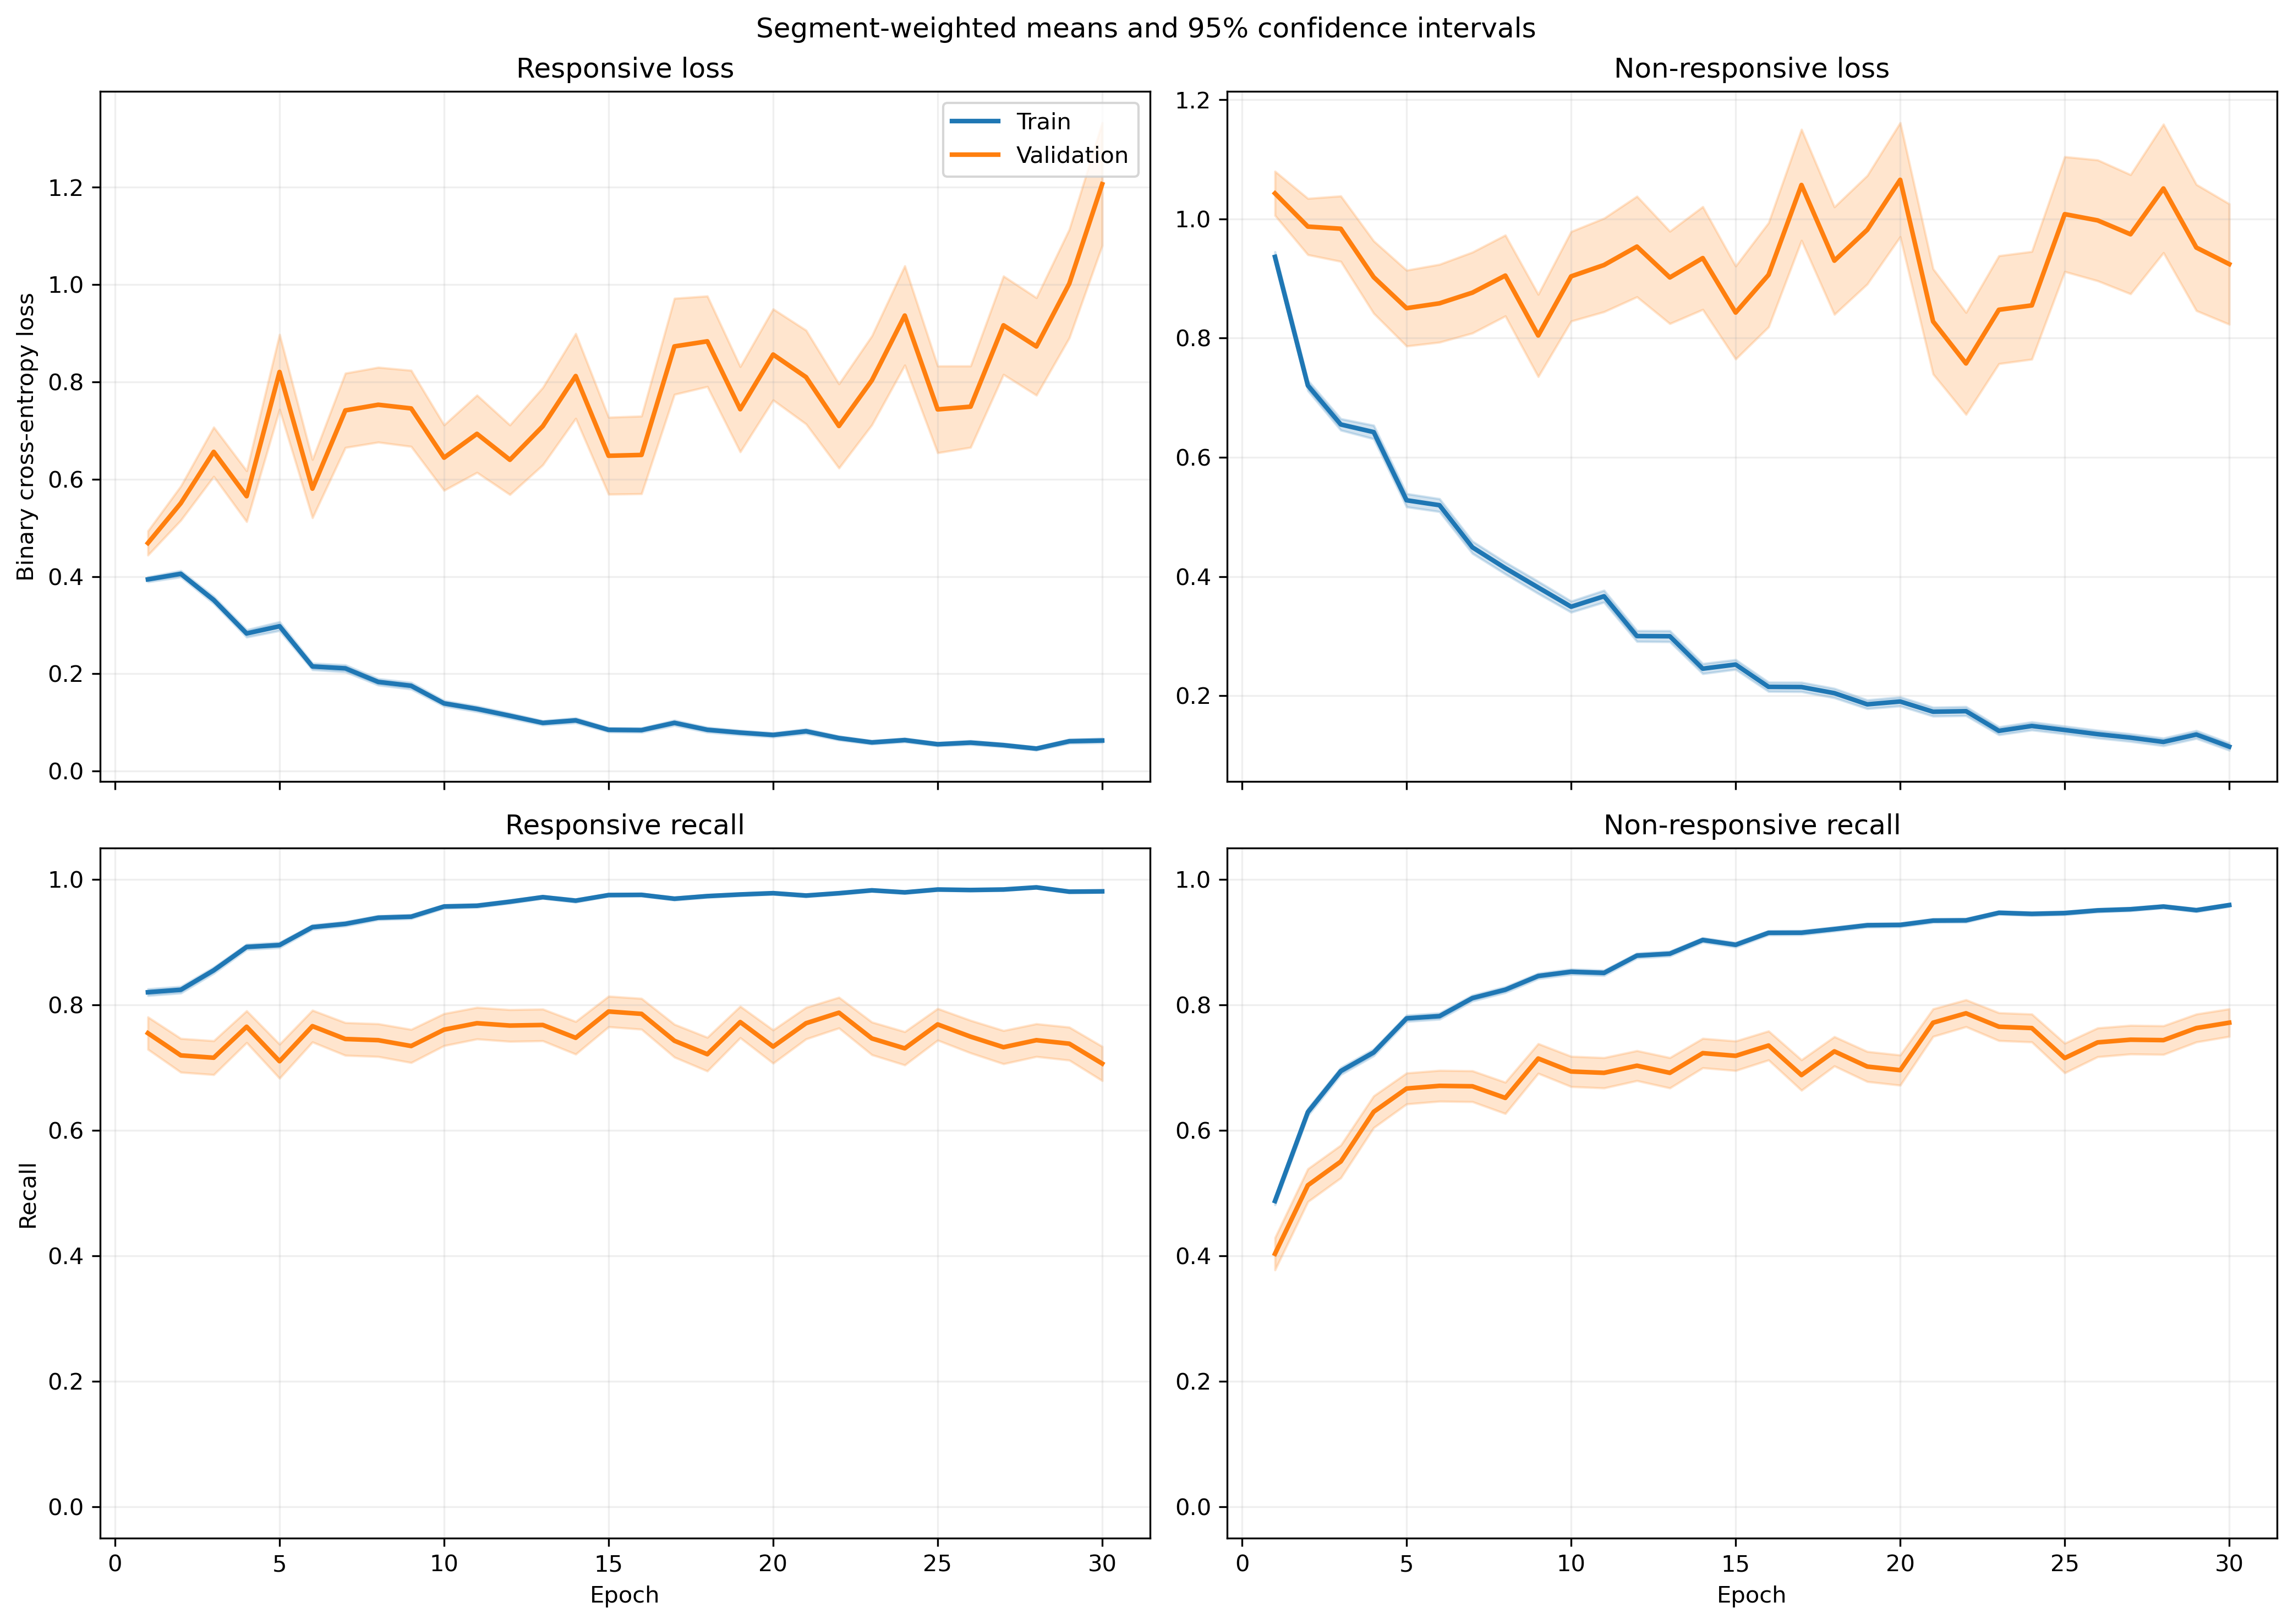 Segment-weighted means and 95% confidence intervals
Responsive loss
Non-responsive loss
Train
Validation
Binary cross-entropy loss
1.2
1.0
0.8
0.6
0.4
0.2
0.0
1.2
1.0
0.8
0.6
0.4
0.2
Responsive recall
Non-responsive recall
Recall
1.0
0.8
0.6
0.4
0.2
0.0
1.0
0.8
0.6
0.4
0.2
0.0
0 5 10 15 20 25 30
0 5 10 15 20 25 30
Epoch
Epoch